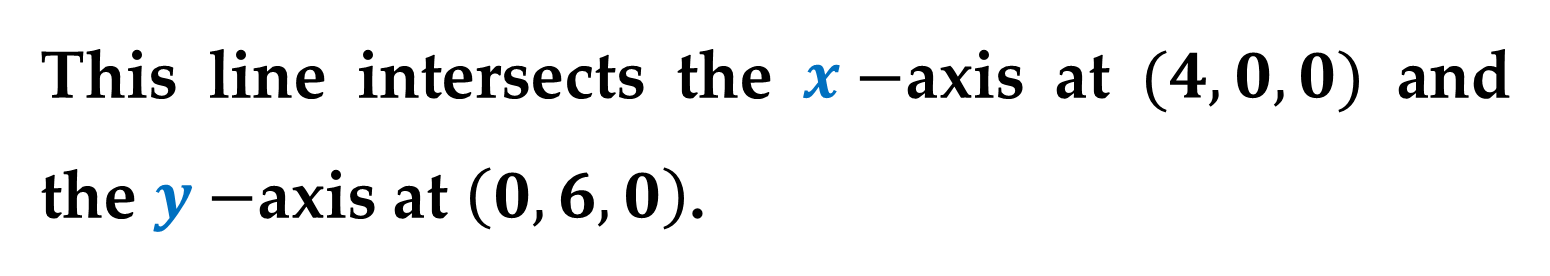 This line intersects the x −axis at (4, 0, 0) and
the y −axis at (0, 6, 0).